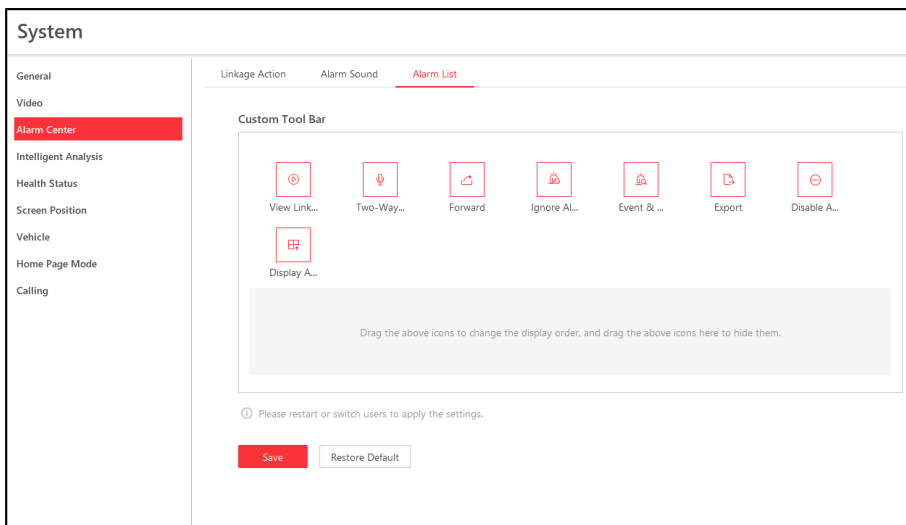 System
General
Video
Alarm Center
Intelligent Analysis
Health Status
Screen Position
Vehicle
Home Page Mode
Calling
Linkage Action Alarm Sound Alarm List
Custom Tool Bar
View Link... Two-Way... Forward Ignore Al... Event & ... Export Disable A...
Display A...
Drag the above icons to change the display order, and drag the above icons here to hide them.
Please restart or switch users to apply the settings.
Save Restore Default